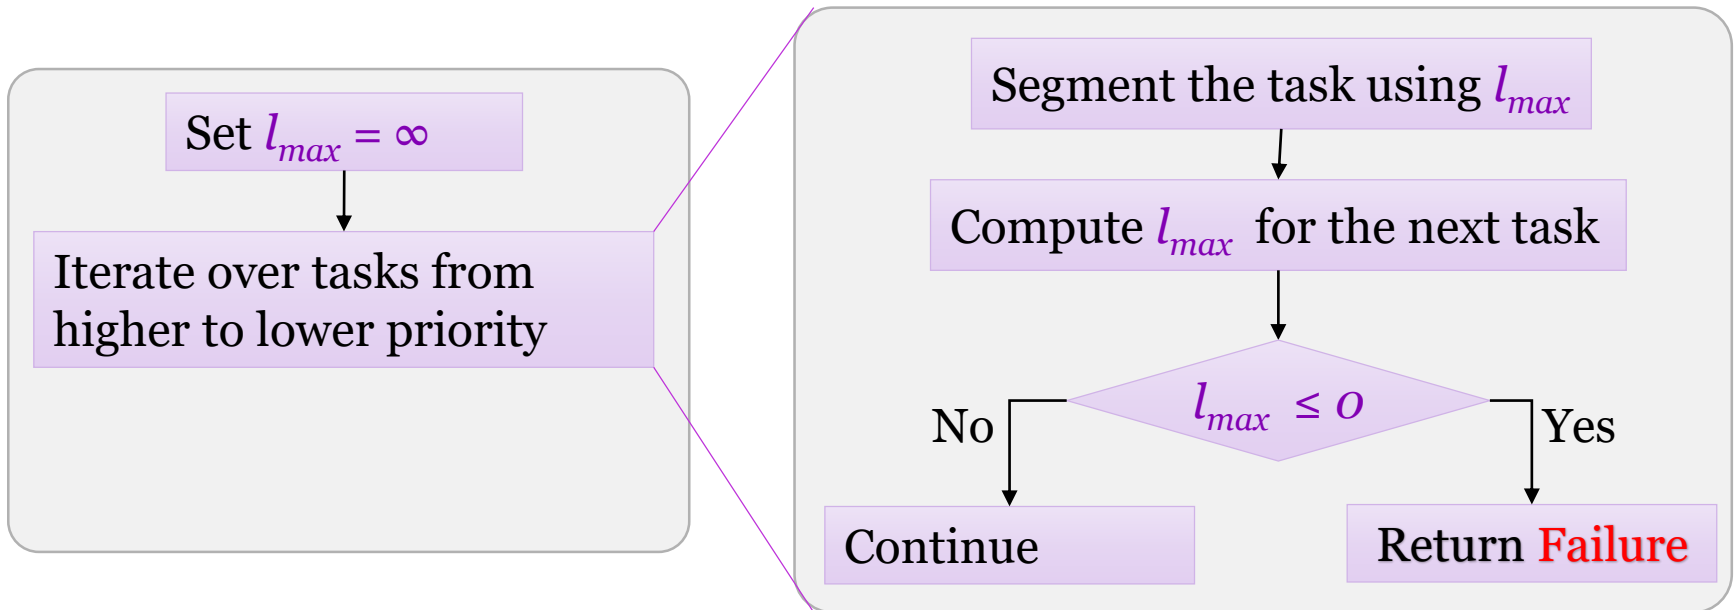 Set l_max = ∞
Iterate over tasks from
higher to lower priority
Segment the task using l_max
Compute l_max for the next task
l_max ≤ 0
No
Yes
Continue
Return Failure